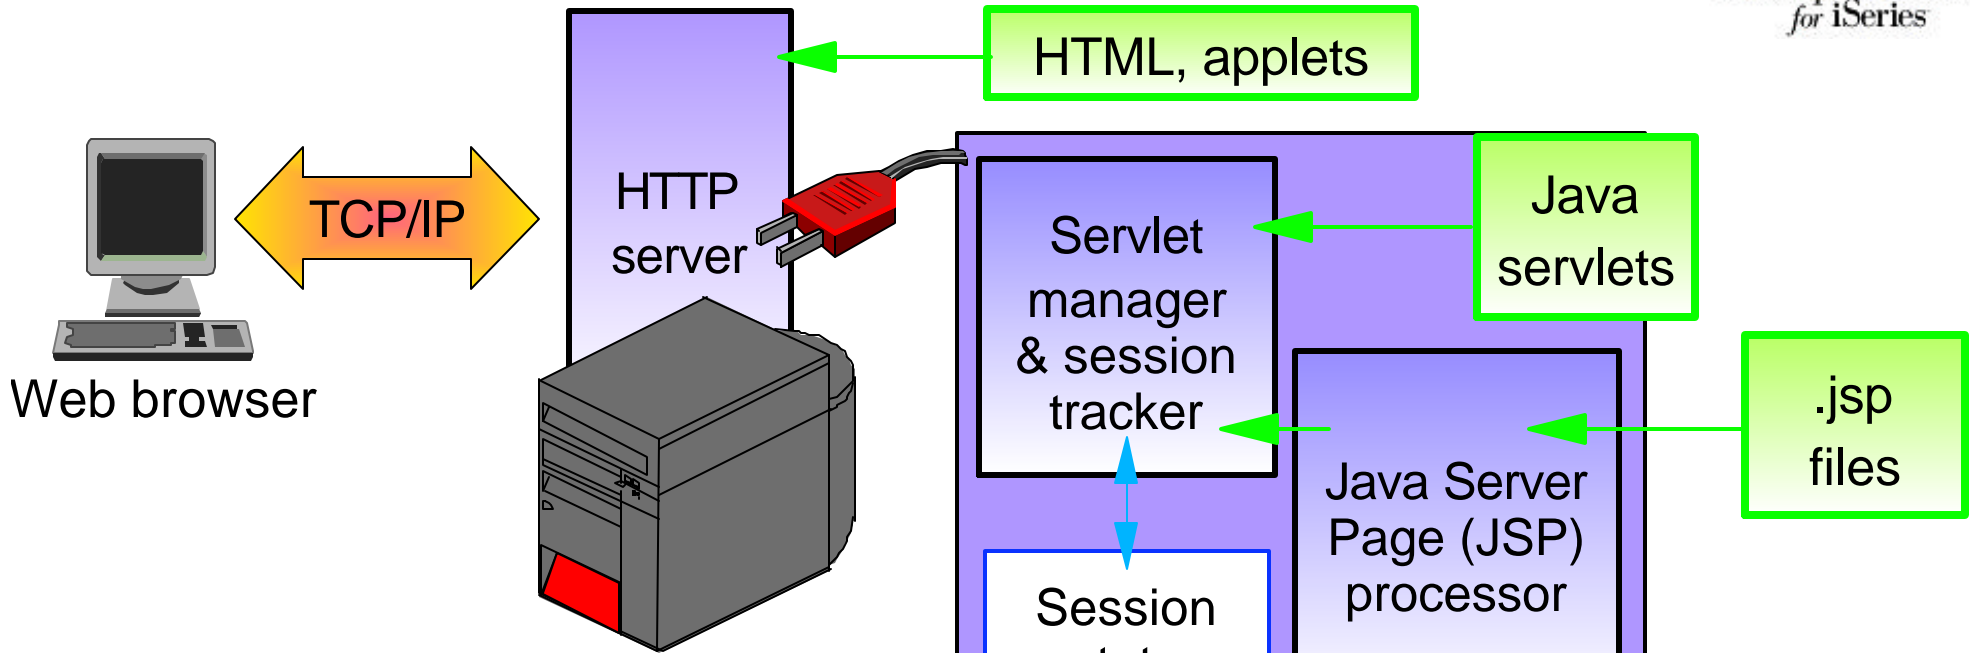 for iSeries
HTML, applets
HTTP
server
TCP/IP
Web browser
Servlet
manager
& session
tracker
Java
servlets
.jsp
files
Java Server
Page (JSP)
processor
Session